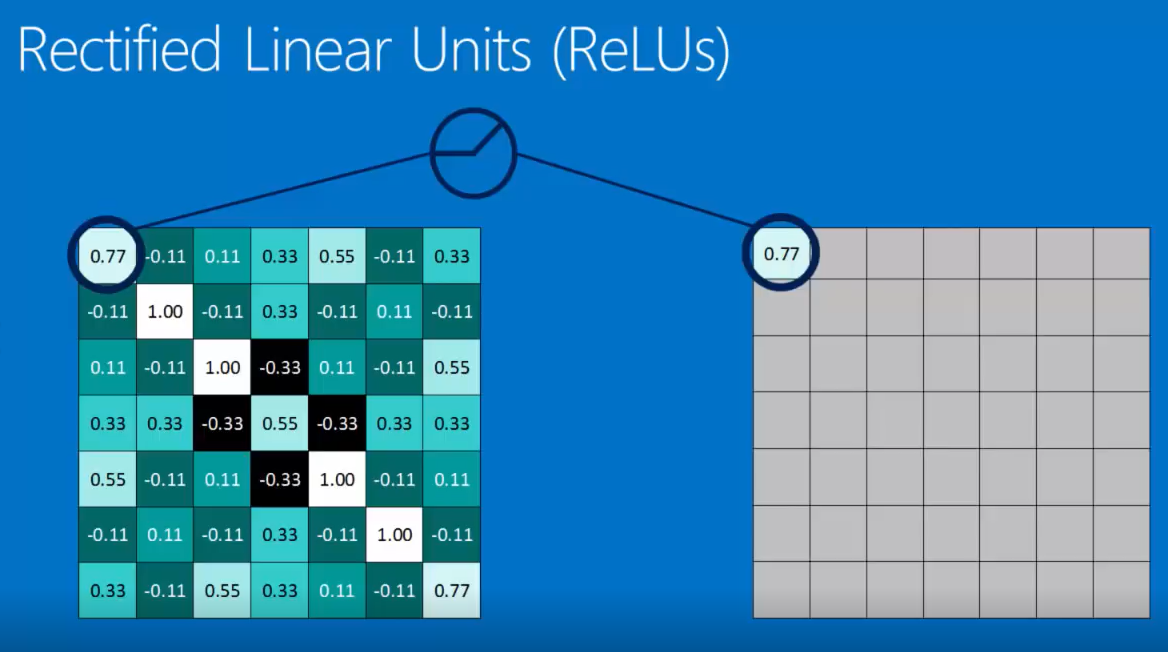 Rectified Linear Units (ReLUs)
0.77 -0.11 0.11 0.33 0.55 -0.11 0.33
0.77
-0.11 1.00 -0.11 0.33 -0.11 0.11 -0.11
0.11 -0.11 1.00 -0.33 0.11 -0.11 0.55
0.33 0.33 -0.33 0.55 -0.33 0.33 0.33
0.55 -0.11 0.11 -0.33 1.00 -0.11 0.11
-0.11 0.11 -0.11 0.33 -0.11 1.00 -0.11
0.33 -0.11 0.55 0.33 0.11 -0.11 0.77